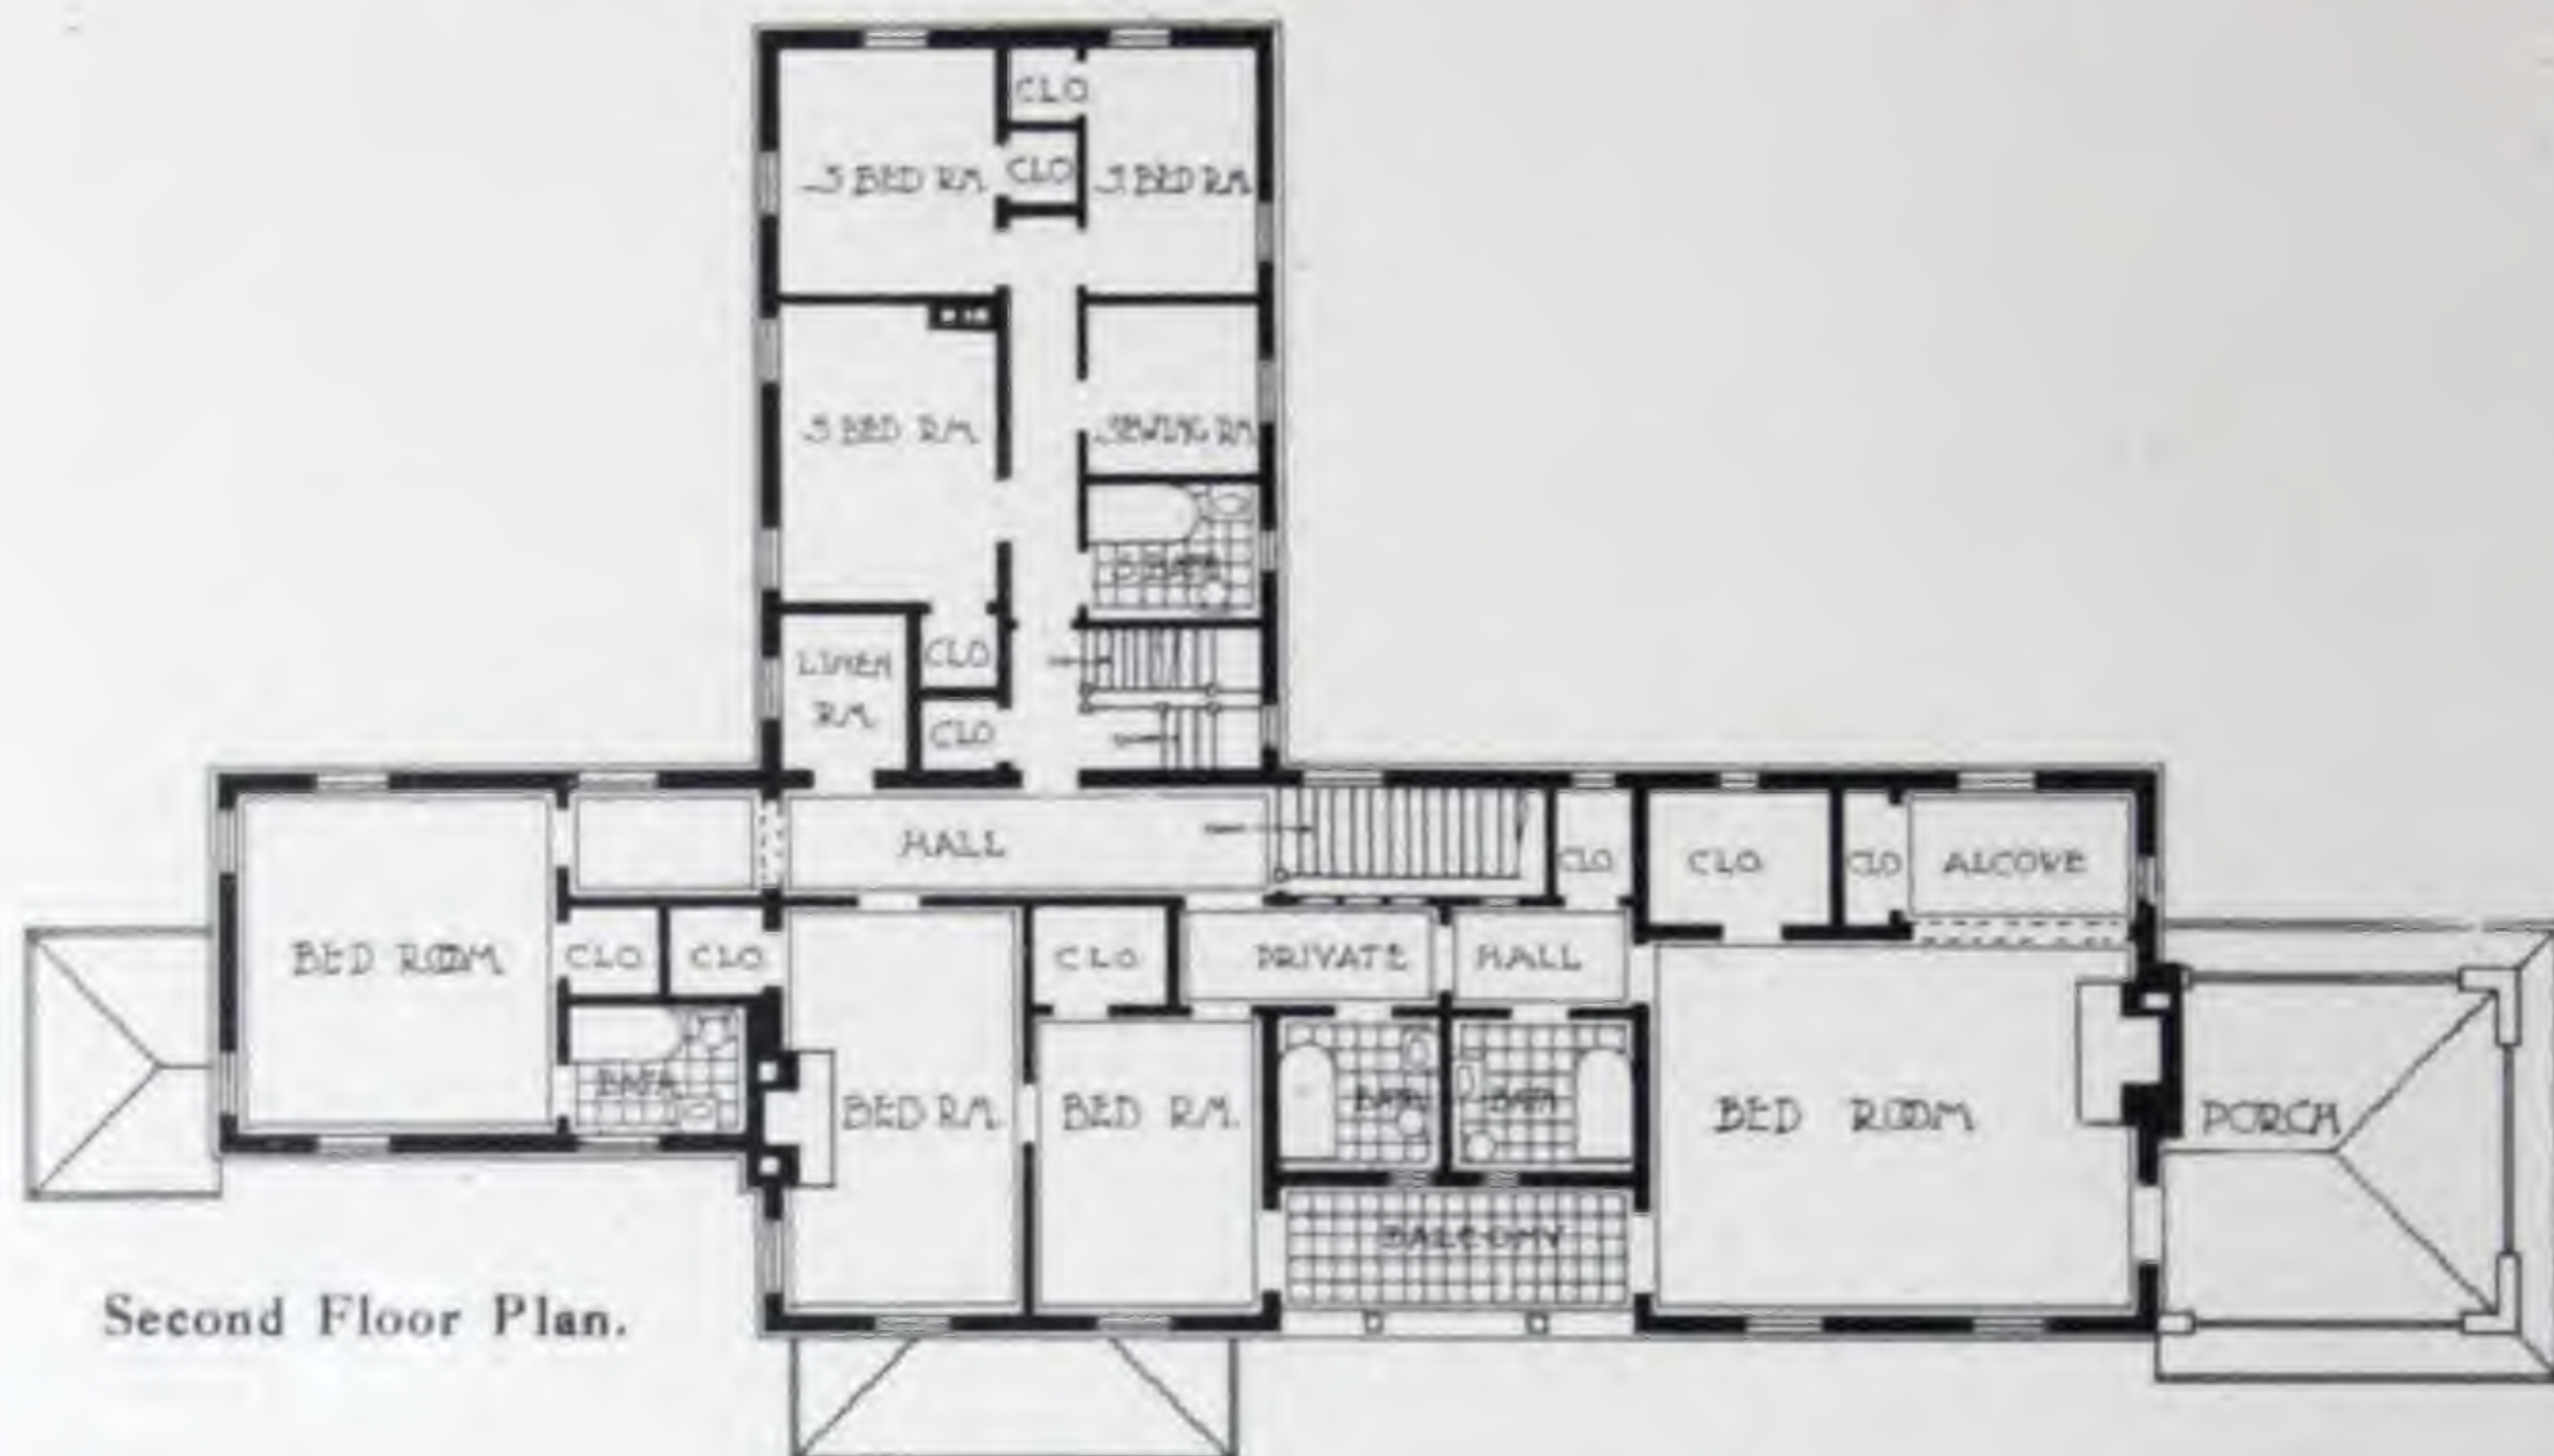 CLO
S BED RM.
CLO
S. BED RM.
S BED RM.
SEWING RM.
S BATH
LINEN
RM.
CLO.
CLO.
HALL
CLO.
CLO.
CLO
ALCOVE
BED ROOM
CLO.
CLO.
CLO.
PRIVATE
HALL
BATH
BED RM.
BED RM.
BATH
BATH
BED ROOM
PORCH
BALCONY
Second Floor Plan.